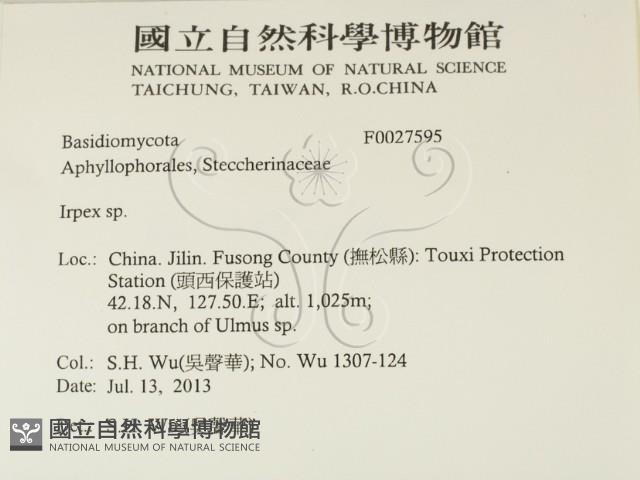 國立自然科學博物館
NATIONAL MUSEUM OF NATURAL SCIENCE
TAICHUNG, TAIWAN, R.O.CHINA
Basidiomycota F0027595
Aphyllophorales, Steccherinaceae
Irpex sp.
Loc.: China. Jilin. Fusong County (撫松縣): Touxi Protection
Station (頭西保護站)
42.18.N, 127.50.E; alt. 1,025m;
on branch of Ulmus sp.
Col.: S.H. Wu(吳聲華); No. Wu 1307-124
Date: Jul. 13, 2013
國立自然科學博物館
NATIONAL MUSEUM OF NATURAL SCIENCE